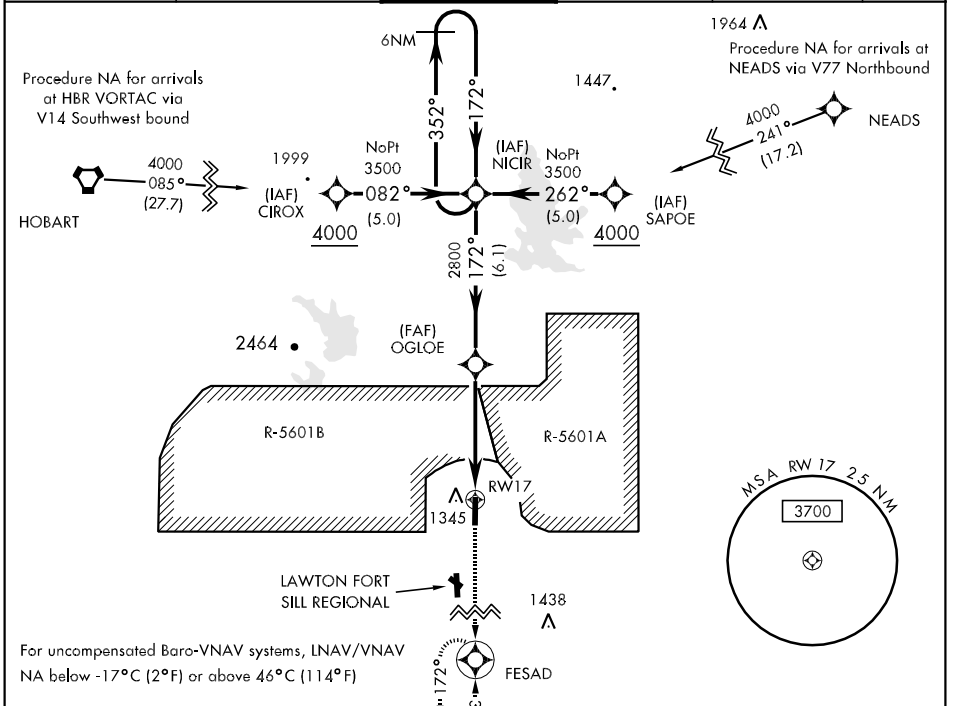 1964
6NM
Procedure NA for arrivals
at HBR VORTAC via
V14 Southwest bound
Procedure NA for arrivals at
NEADS via V77 Northbound
1447
352°
172°
4000
241°
(17.2)
NEADS
HOBART
4000
085°
(27.7)
1999
(IAF)
CIROX
4000
NoPt
3500
082°
(5.0)
(IAF)
NICIR
NoPt
3500
262°
(5.0)
(IAF)
SAPOE
4000
2800
172°
(6.1)
2464
(FAF)
OGLOE
R-5601B
R-5601A
RW17
1345
MSA RW 17 25 NM
3700
LAWTON FORT
SILL REGIONAL
1438
For uncompensated Baro-VNAV systems, LNAV/VNAV
NA below -17°C (2°F) or above 46°C (114°F)
172°
FESAD